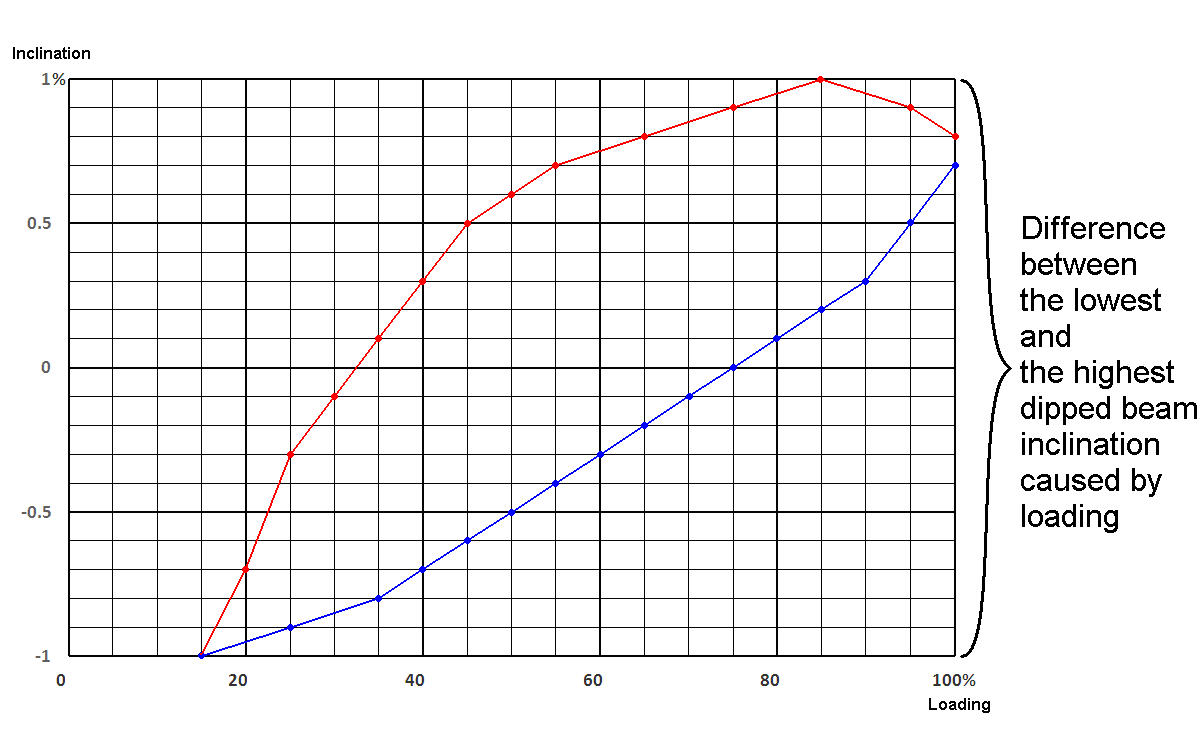 Inclination
1%
0.5
0
-0.5
-1
0 20 40 60 80 100%
Loading
Difference
between
the lowest
and
the highest
dipped beam
inclination
caused by
loading